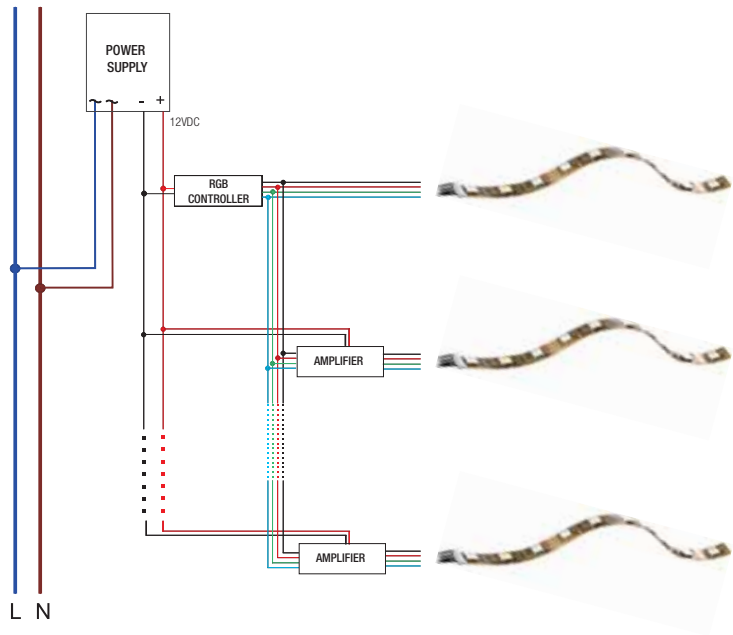 POWER
SUPPLY
- +
12VDC
RGB
CONTROLLER
AMPLIFIER
AMPLIFIER
L N